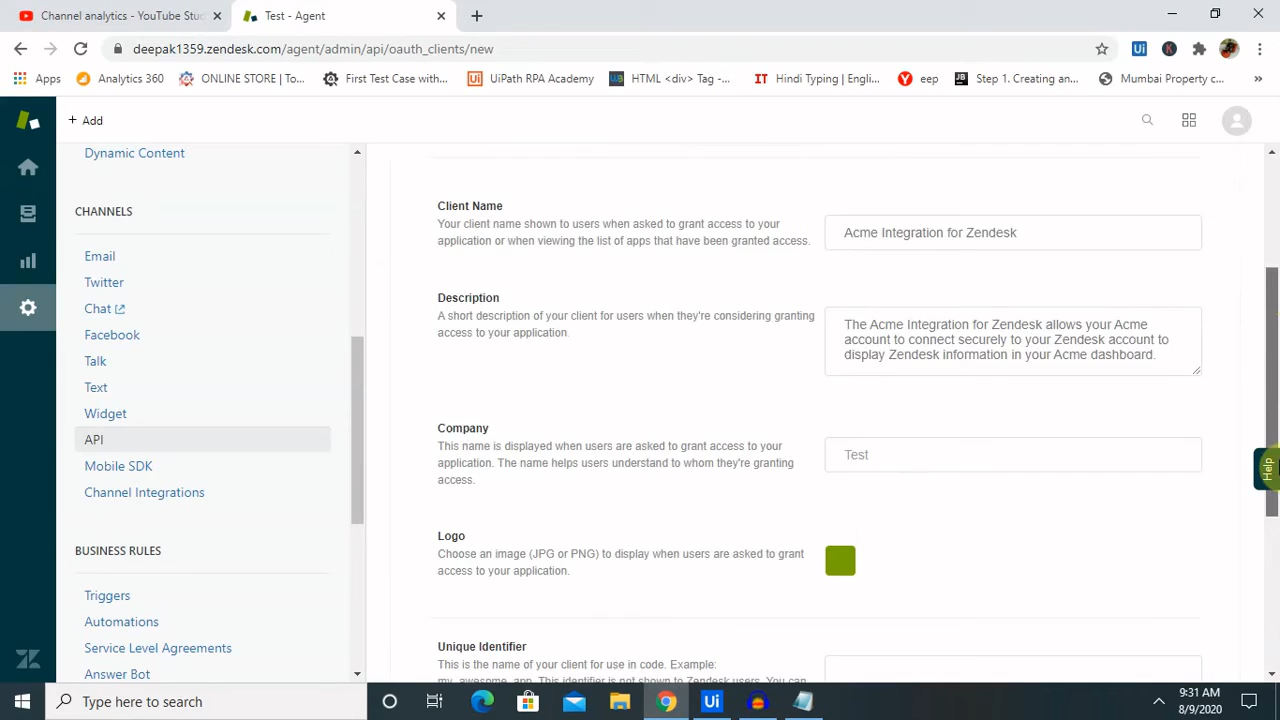 Channel analytics - YouTube Stud
Test - Agent
deepak1359.zendesk.com/agent/admin/api/oauth_clients/new
Apps
Analytics 360
ONLINE STORE | To...
First Test Case with...
UiPath RPA Academy
HTML <div> Tag -...
Hindi Typing | Engli...
eep
Step 1. Creating an...
Mumbai Property c...
+ Add
Dynamic Content
CHANNELS
Email
Twitter
Chat
Facebook
Talk
Text
Widget
API
Mobile SDK
Channel Integrations
BUSINESS RULES
Triggers
Automations
Service Level Agreements
Answer Bot
Client Name
Your client name shown to users when asked to grant access to your
application or when viewing the list of apps that have been granted access.
Acme Integration for Zendesk
Description
A short description of your client for users when they're considering granting
access to your application.
The Acme Integration for Zendesk allows your Acme
account to connect securely to your Zendesk account to
display Zendesk information in your Acme dashboard.
Company
This name is displayed when users are asked to grant access to your
application. The name helps users understand to whom they're granting
access.
Test
Logo
Choose an image (JPG or PNG) to display when users are asked to grant
access to your application.
Unique Identifier
This is the name of your client for use in code. Example:
my_awesome_app. This identifier is not shown to Zendesk users. You can
Help
Type here to search
9:31 AM
8/9/2020